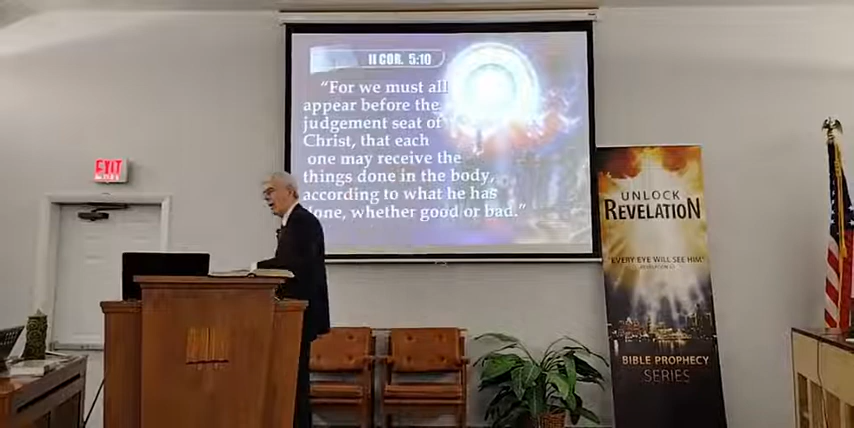 II COR. 5:10
"For we must all
appear before the
judgement seat of
Christ, that each
one may receive the
things done in the body,
according to what he has
done, whether good or bad."
EXIT
UNLOCK
REVELATION
"EVERY EYE WILL SEE HIM"
BIBLE PROPHECY
SERIES